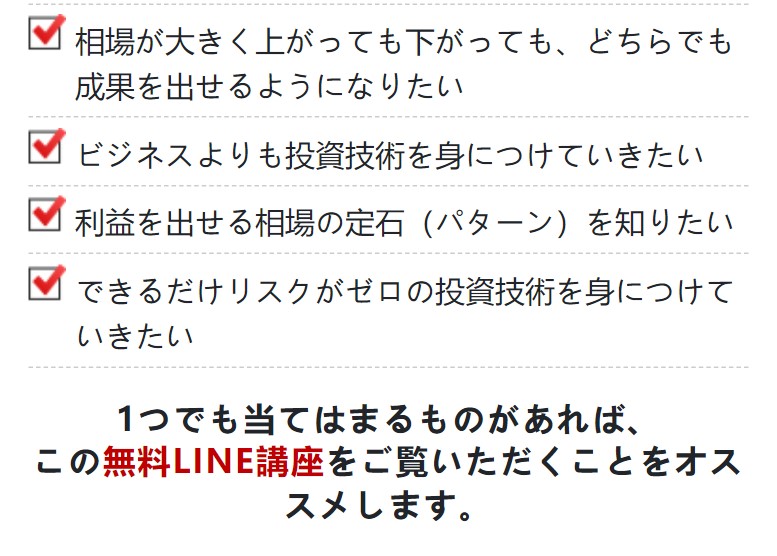 相場が大きく上がっても下がっても、どちらでも
成果を出せるようになりたい
ビジネスよりも投資技術を身につけていきたい
利益を出せる相場の定石（パターン）を知りたい
できるだけリスクがゼロの投資技術を身につけて
いきたい
1つでも当てはまるものがあれば、
この無料LINE講座をご覧いただくことをオス
スメします。